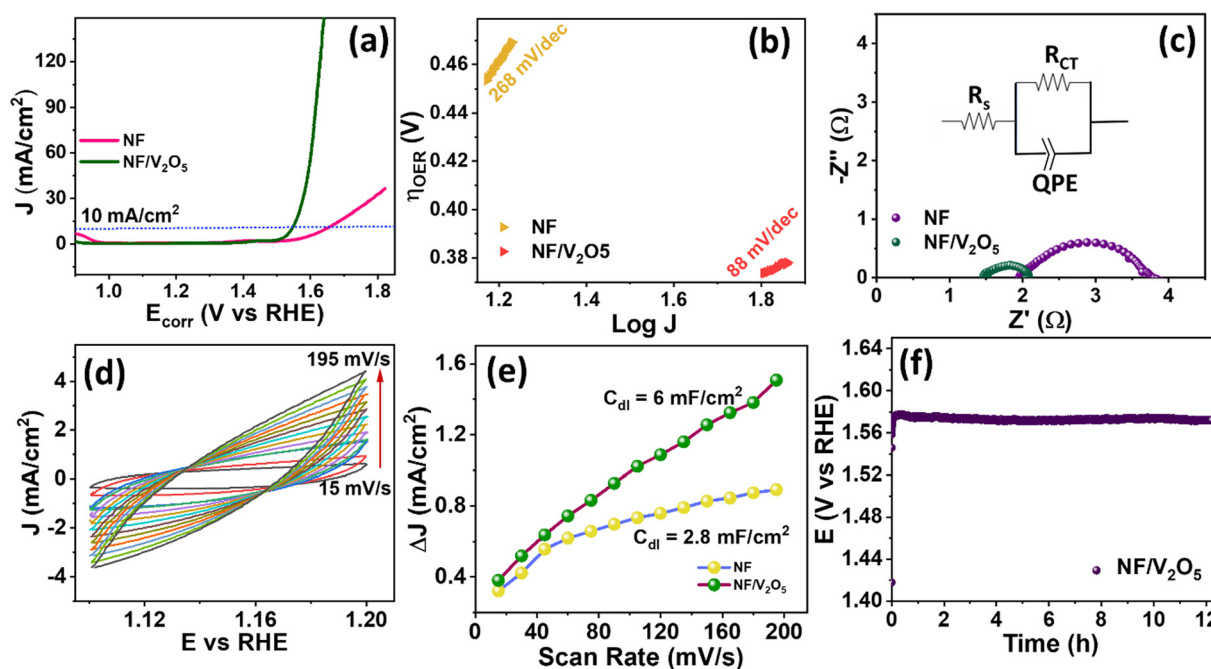 (a)
J (mA/cm²)
120
90
60
30
0
NF
NF/V₂O₅
10 mA/cm²
1.0
1.2
1.4
1.6
1.8
E_corr (V vs RHE)
(b)
η_OER (V)
0.46
0.44
0.42
0.40
0.38
268 mV/dec
NF
NF/V₂O5
88 mV/dec
1.2
1.4
1.6
1.8
Log J
(c)
-Z'' (Ω)
4
3
2
1
0
R_CT
R_s
QPE
NF
NF/V₂O₅
0
1
2
3
4
Z' (Ω)
(d)
J (mA/cm²)
4
2
0
-2
-4
195 mV/s
15 mV/s
1.12
1.16
1.20
E vs RHE
(e)
ΔJ (mA/cm²)
1.6
1.2
0.8
0.4
C_dl = 6 mF/cm²
C_dl = 2.8 mF/cm²
NF
NF/V₂O₅
0
40
80
120
160
200
Scan Rate (mV/s)
(f)
E (V vs RHE)
1.64
1.60
1.56
1.52
1.48
1.44
1.40
NF/V₂O₅
0
4
8
12
Time (h)